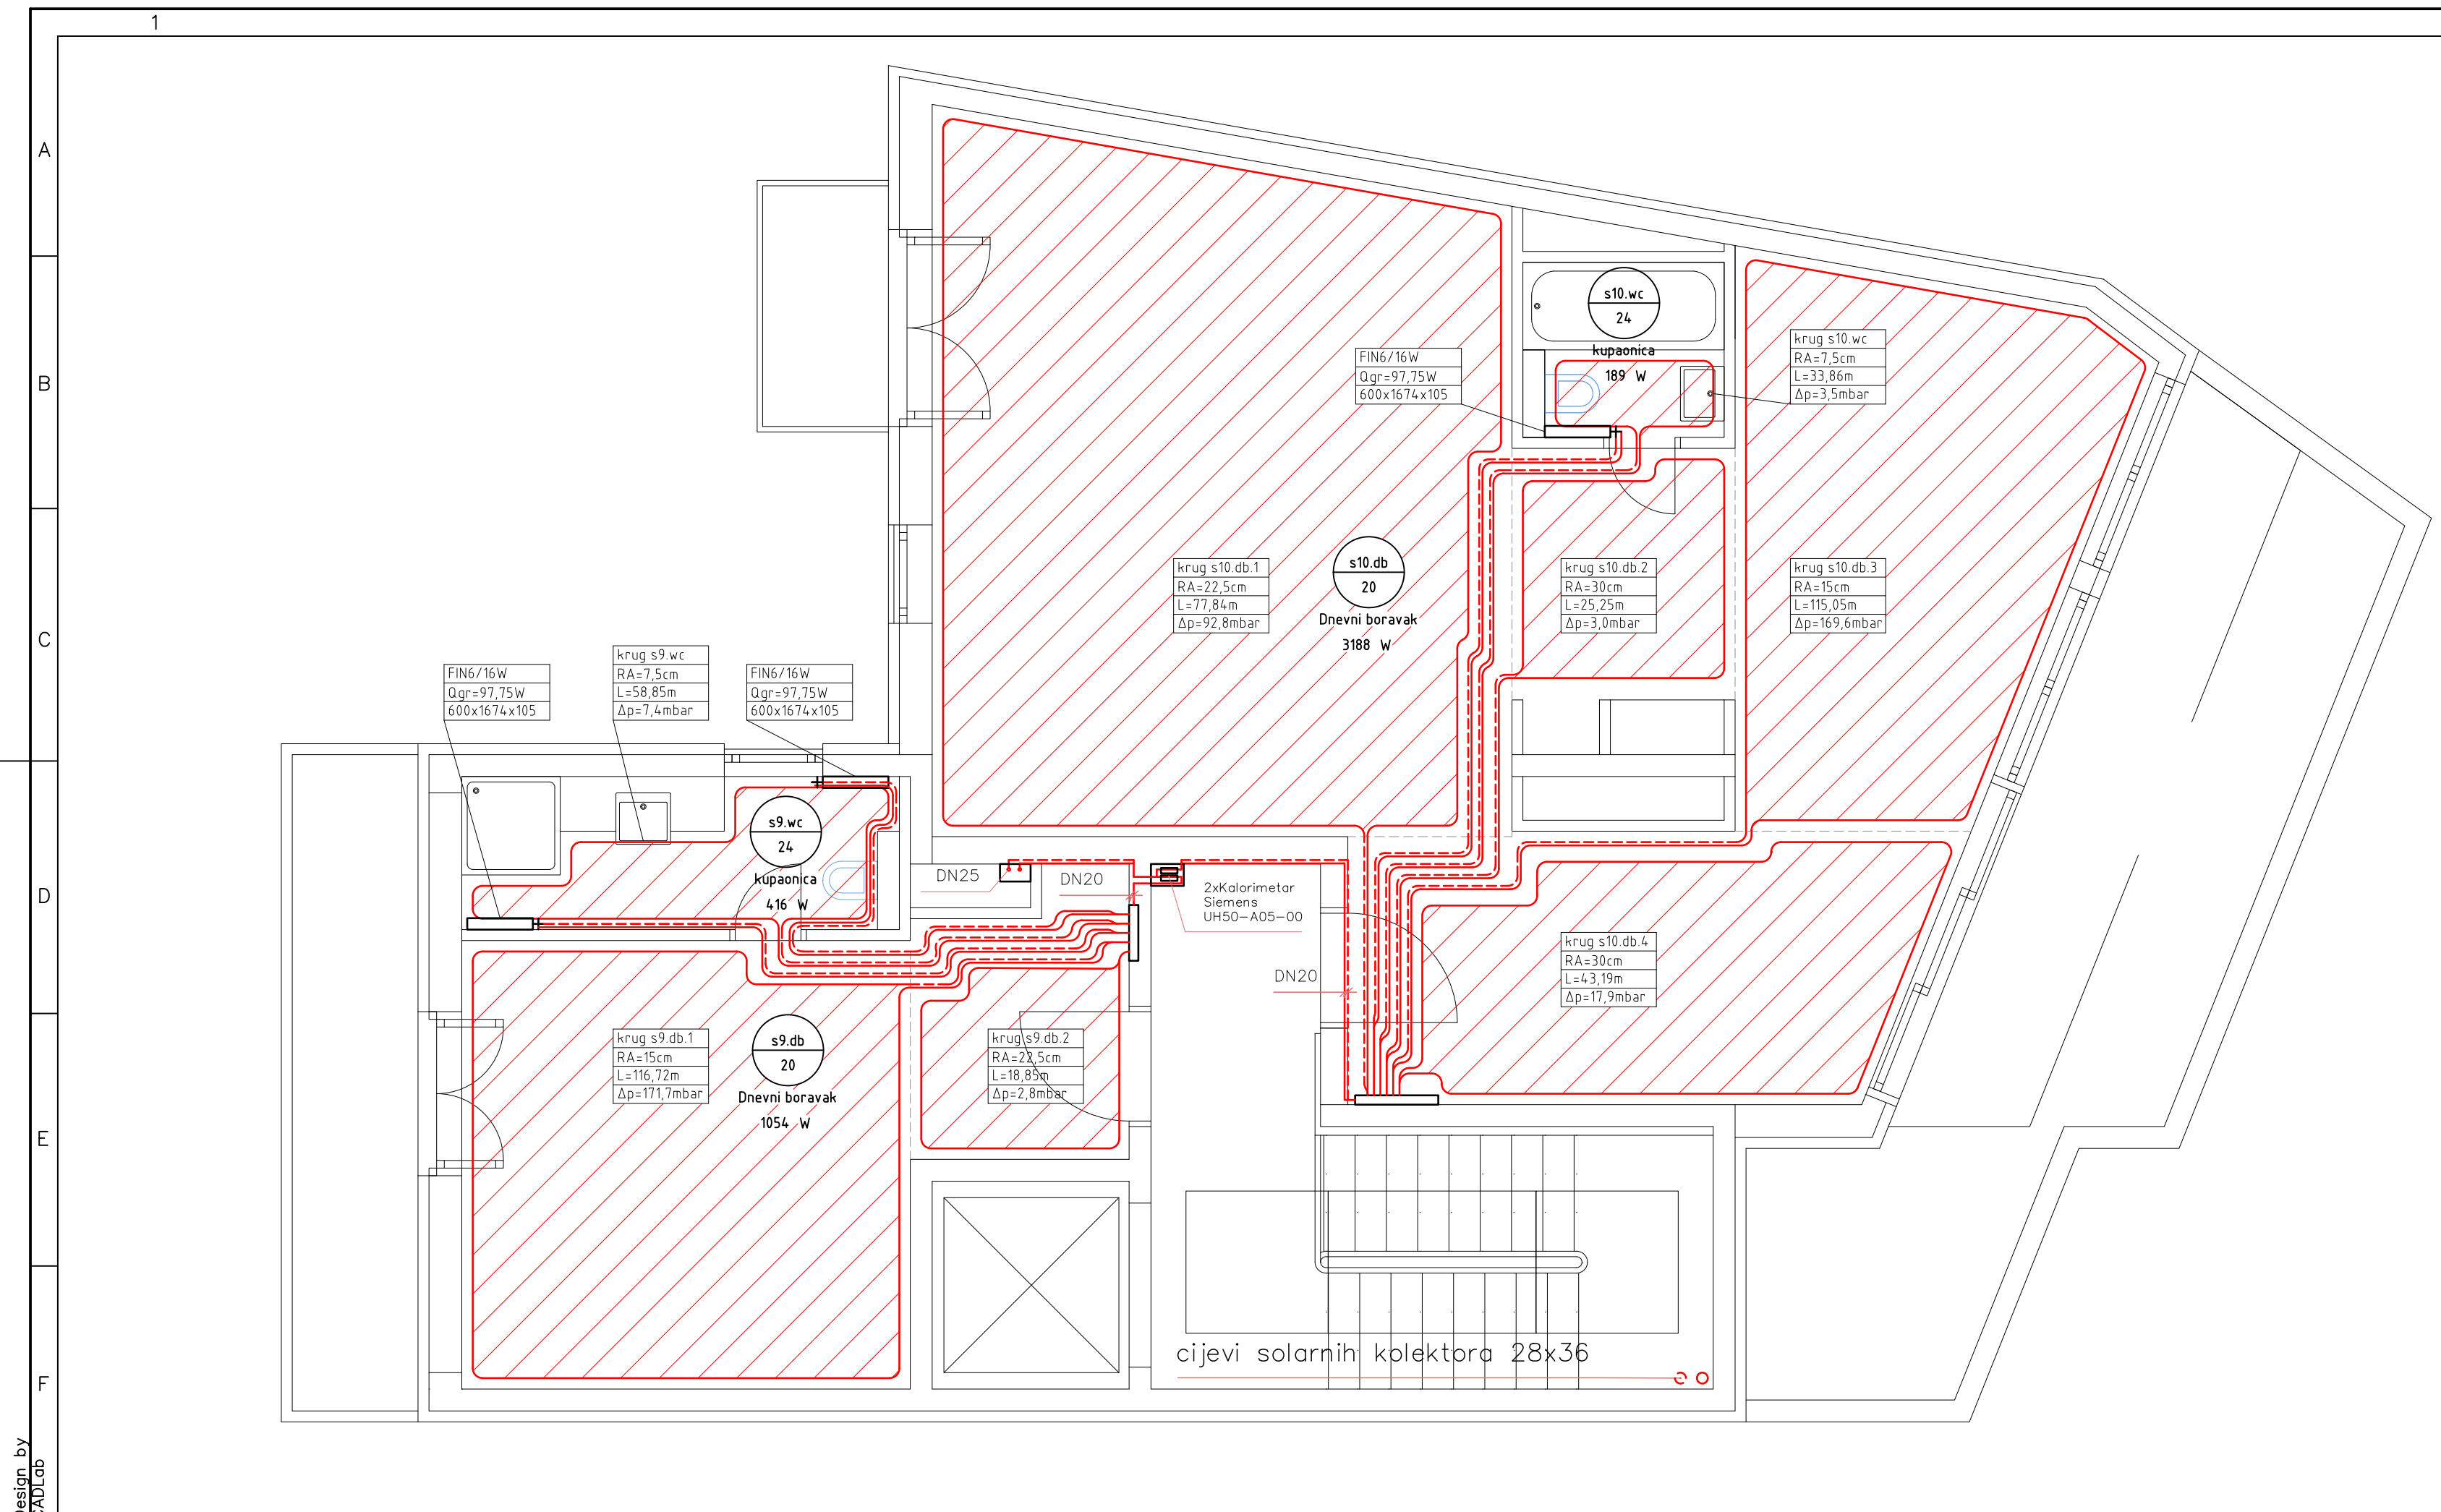 1
A
B
C
D
E
F
s10.wc
24
kupaonica
189 W
krug s10.wc
RA=7,5cm
L=33,86m
Δp=3,5mbar
FIN6/16W
Qgr=97,75W
600x1674x105
krug s10.db.1
RA=22,5cm
L=77,84m
Δp=92,8mbar
s10.db
20
Dnevni boravak
3188 W
krug s10.db.2
RA=30cm
L=25,25m
Δp=3,0mbar
krug s10.db.3
RA=15cm
L=115,05m
Δp=169,6mbar
FIN6/16W
Qgr=97,75W
600x1674x105
krug s9.wc
RA=7,5cm
L=58,85m
Δp=7,4mbar
FIN6/16W
Qgr=97,75W
600x1674x105
s9.wc
24
kupaonica
416 W
DN25
DN20
2xKalorimetar
Siemens
UH50-A05-00
DN20
krug s10.db.4
RA=30cm
L=43,19m
Δp=17,9mbar
krug s9.db.1
RA=15cm
L=116,72m
Δp=171,7mbar
s9.db
20
Dnevni boravak
1054 W
krug s9.db.2
RA=22,5cm
L=18,85m
Δp=2,8mbar
cijevi solarnih kolektora 28x36
Design by
CADLab